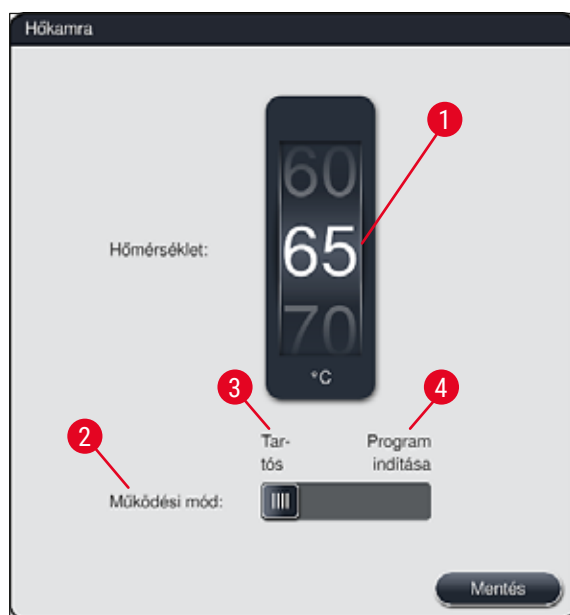 Hőkamra
1
60
Hőmérséklet:
65
70
°C
3
4
2
Tar-
tós
Program
indítása
Működési mód:
Mentés